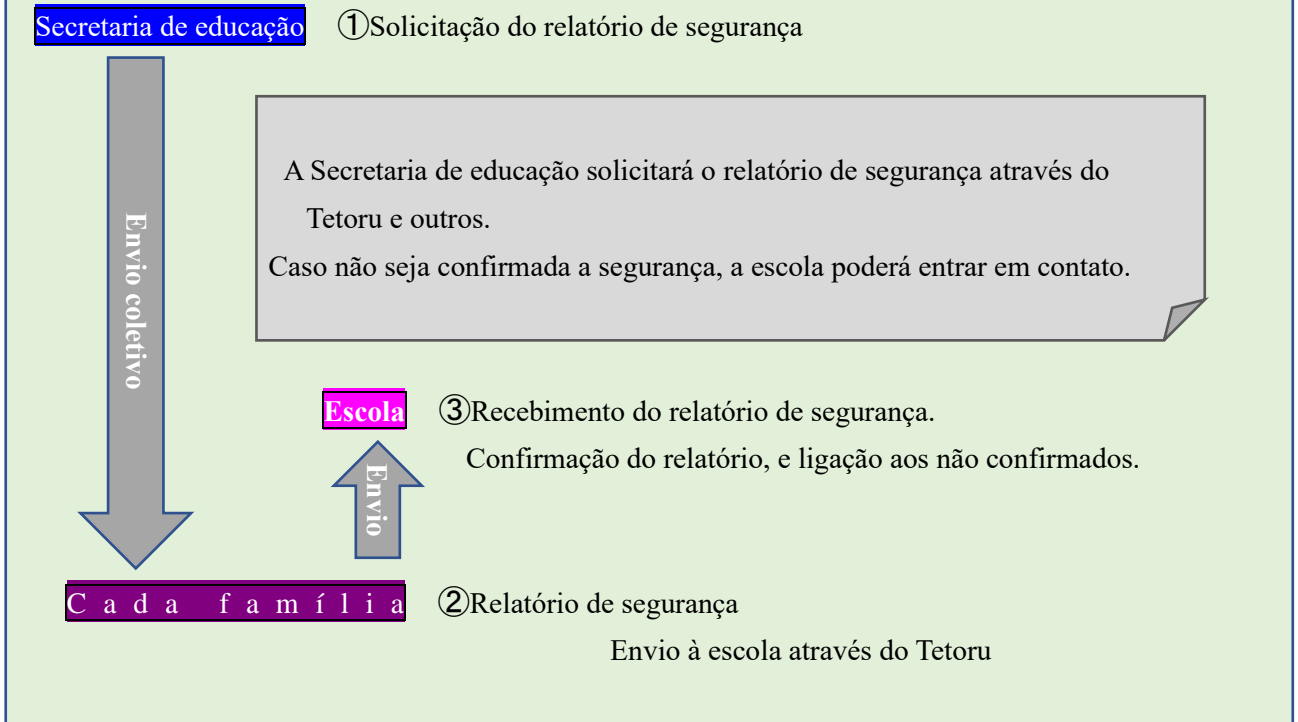 Secretaria de educação ①Solicitação do relatório de segurança
A Secretaria de educação solicitará o relatório de segurança através do
Tetoru e outros.
Caso não seja confirmada a segurança, a escola poderá entrar em contato.
Envio coletivo
Escola ③Recebimento do relatório de segurança.
Confirmação do relatório, e ligação aos não confirmados.
Envio
Cada família ②Relatório de segurança
Envio à escola através do Tetoru